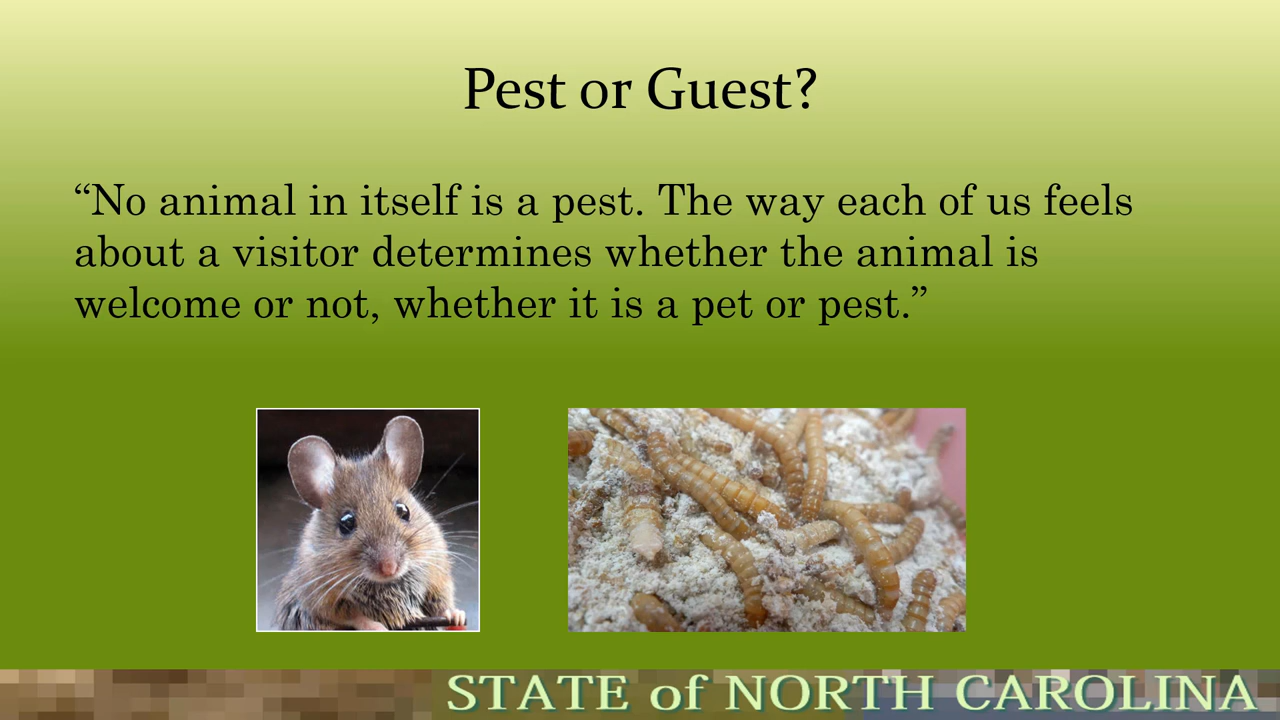 Pest or Guest?
“No animal in itself is a pest. The way each of us feels
about a visitor determines whether the animal is
welcome or not, whether it is a pet or pest.”
STATE of NORTH CAROLINA